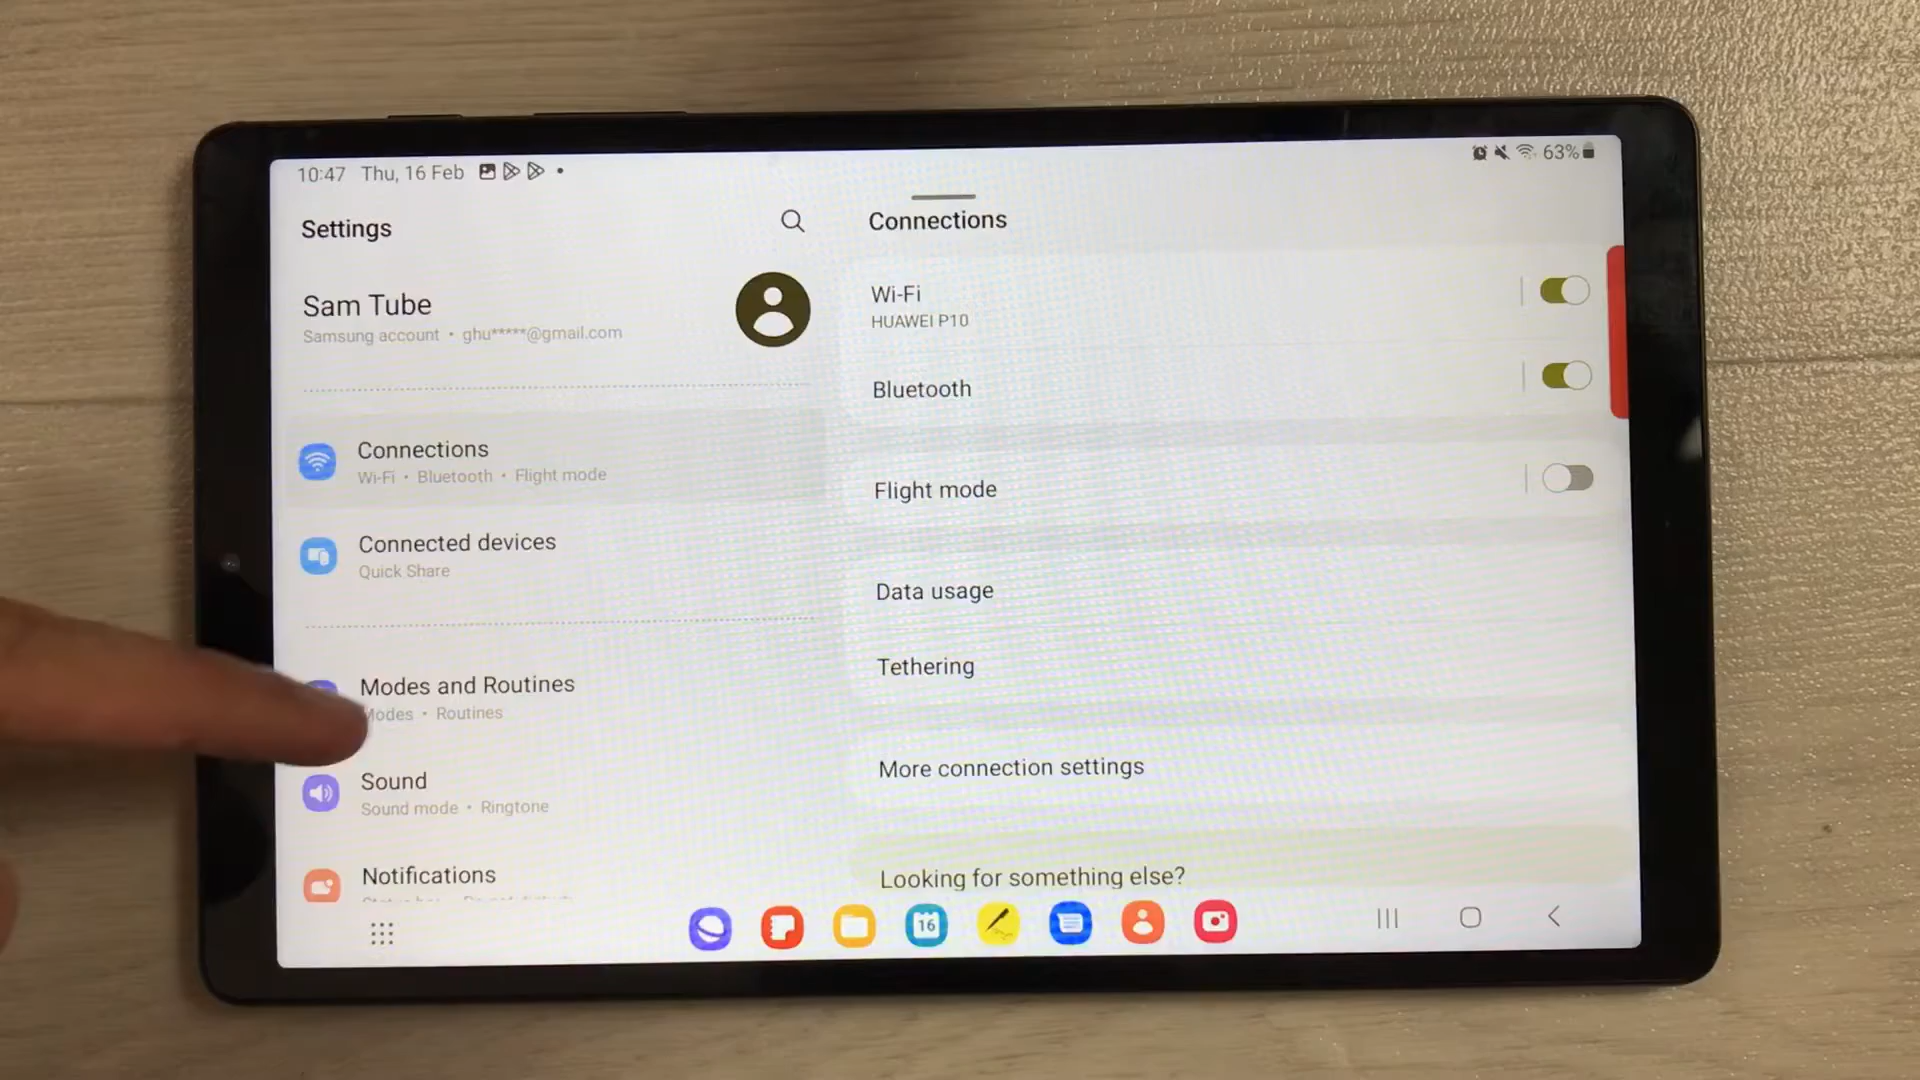 10:47 Thu, 16 Feb
63%
Settings
Sam Tube
Samsung account • ghu*****@gmail.com
Connections
Wi-Fi • Bluetooth • Flight mode
Connected devices
Quick Share
Modes and Routines
Modes • Routines
Sound
Sound mode • Ringtone
Notifications
Connections
Wi-Fi
HUAWEI P10
Bluetooth
Flight mode
Data usage
Tethering
More connection settings
Looking for something else?
16